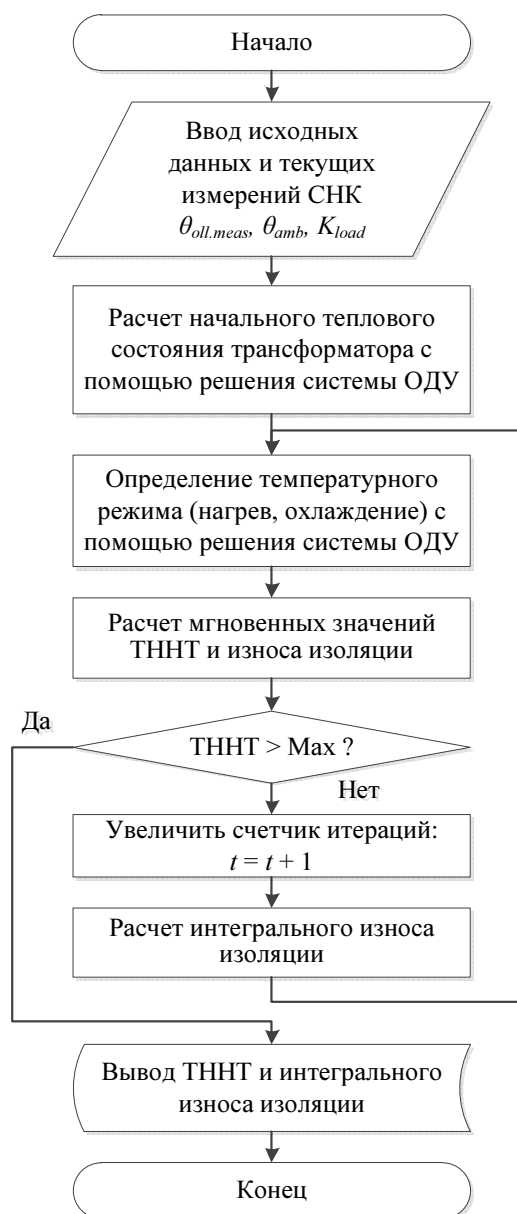 Начало
Ввод исходных
данных и текущих
измерений СНК
θoll.meas, θamb, Kload
Расчет начального теплового
состояния трансформатора с
помощью решения системы ОДУ
Определение температурного
режима (нагрев, охлаждение) с
помощью решения системы ОДУ
Расчет мгновенных значений
ТННТ и износа изоляции
Да
ТННТ > Max ?
Нет
Увеличить счетчик итераций:
t = t + 1
Расчет интегрального износа
изоляции
Вывод ТННТ и интегрального
износа изоляции
Конец